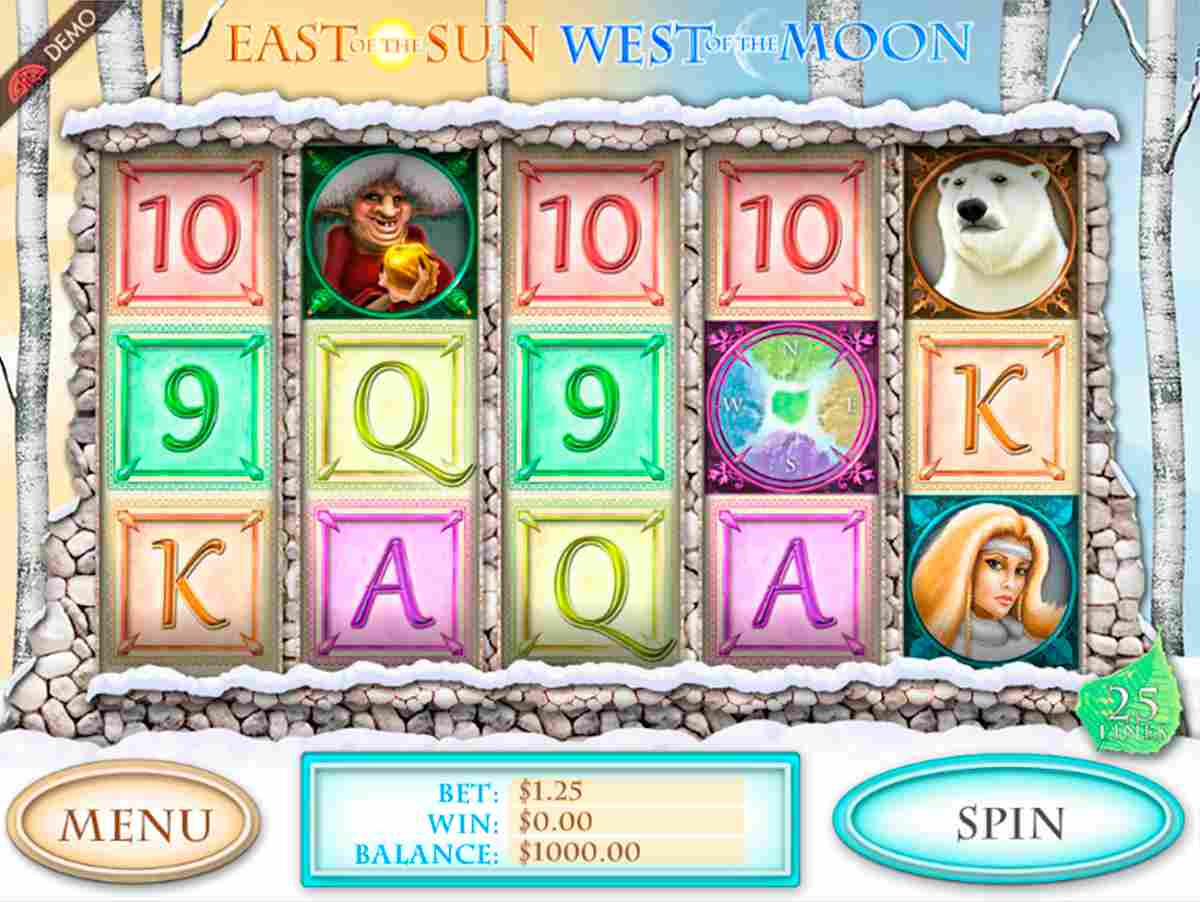 DEMO
EAST OF THE SUN WEST OF THE MOON
10 10 10
N
9 Q 9 W E K
S
K A Q A
25
LINES
BET: $1.25
MENU WIN: $0.00 SPIN
BALANCE: $1000.00